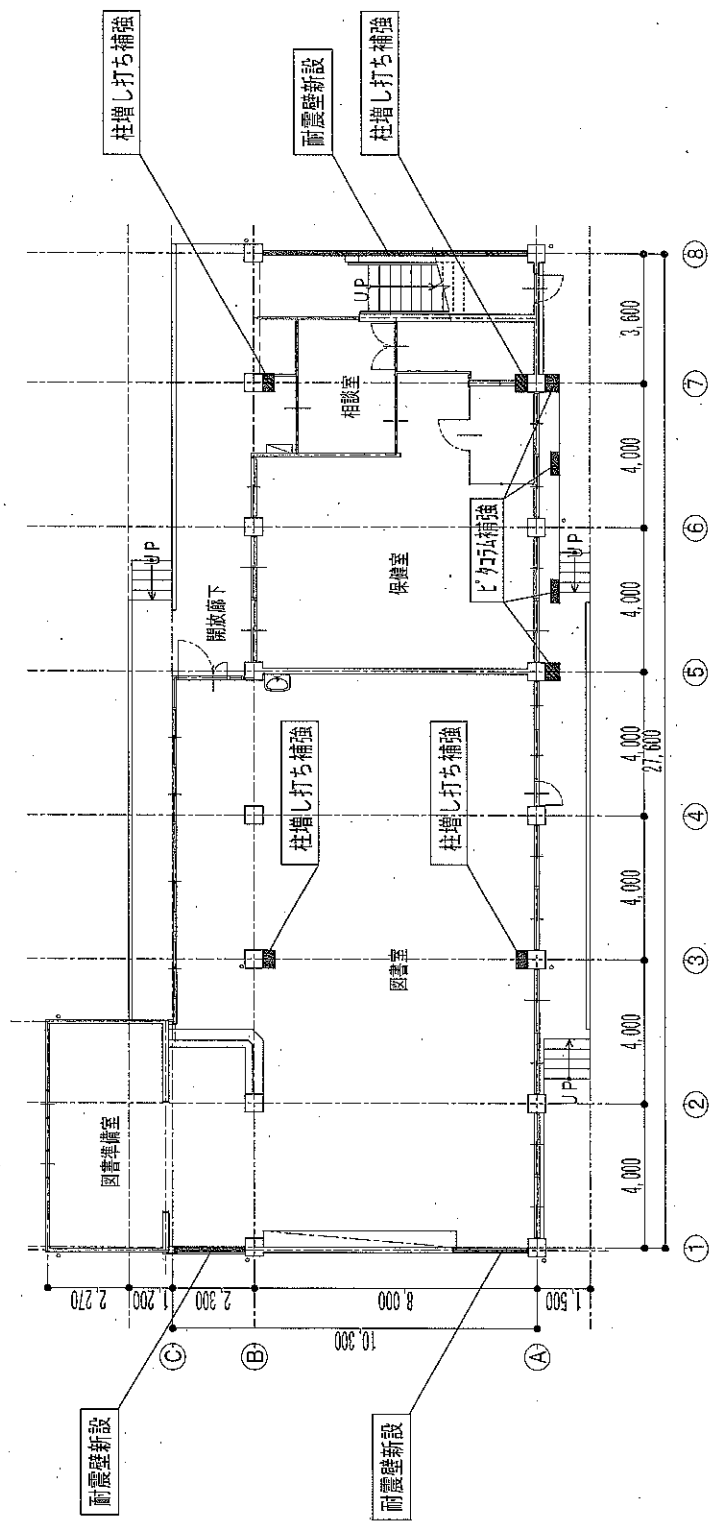 柱増し打ち補強
耐震壁新設
柱増し打ち補強
UP
開放廊下
相談室
UP
保健室
ピタコラム補強
UP
柱増し打ち補強
柱増し打ち補強
図書室
図書準備室
UP
耐震壁新設
耐震壁新設
2,270
1,200
2,300
8,000
10,300
1,500
Ⓒ
Ⓑ
Ⓐ
4,000
4,000
4,000
4,000
4,000
4,000
3,600
27,600
①
②
③
④
⑤
⑥
⑦
⑧